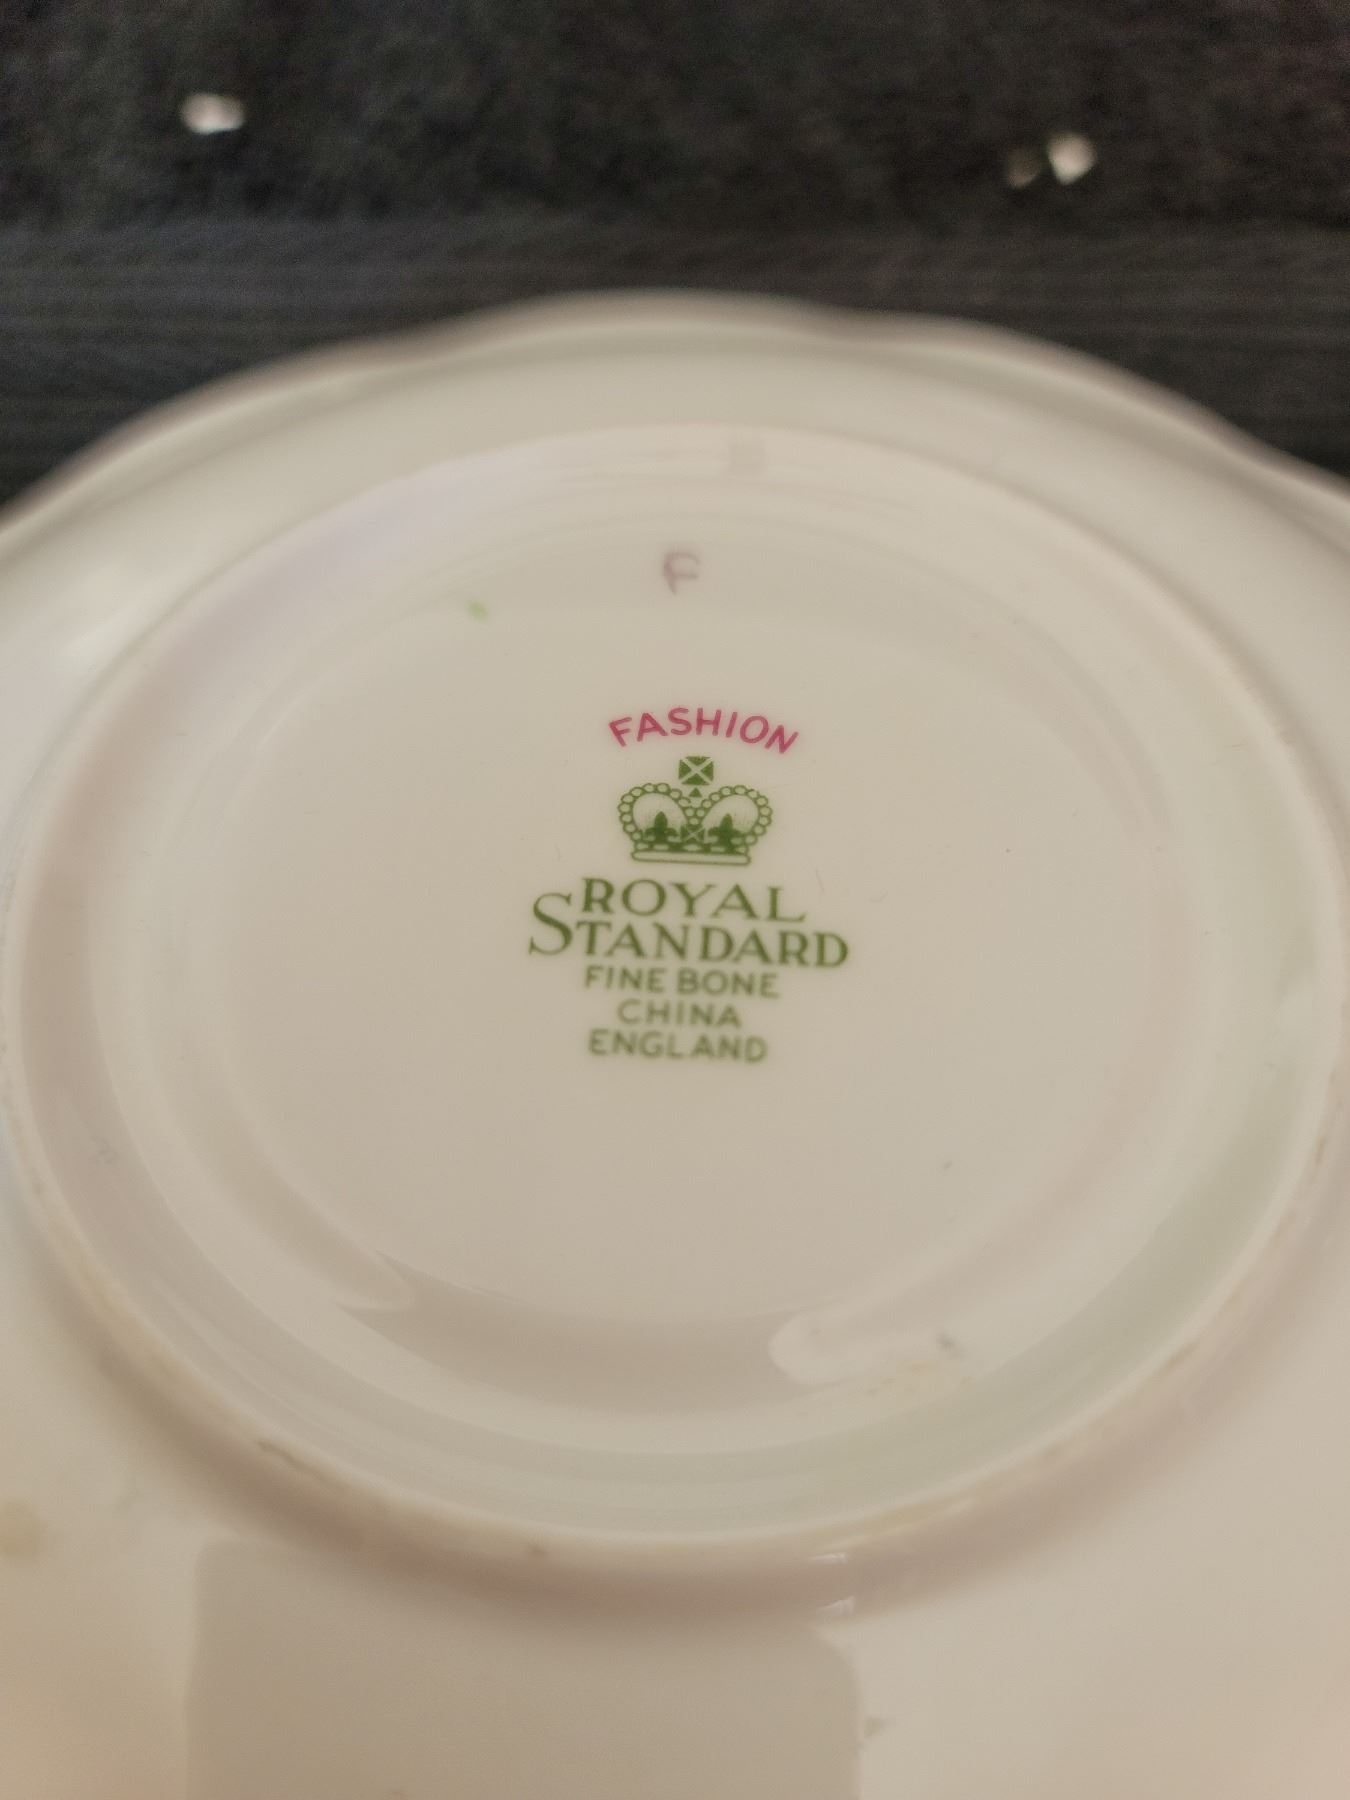 F
FASHION
ROYAL
STANDARD
FINE BONE
CHINA
ENGLAND